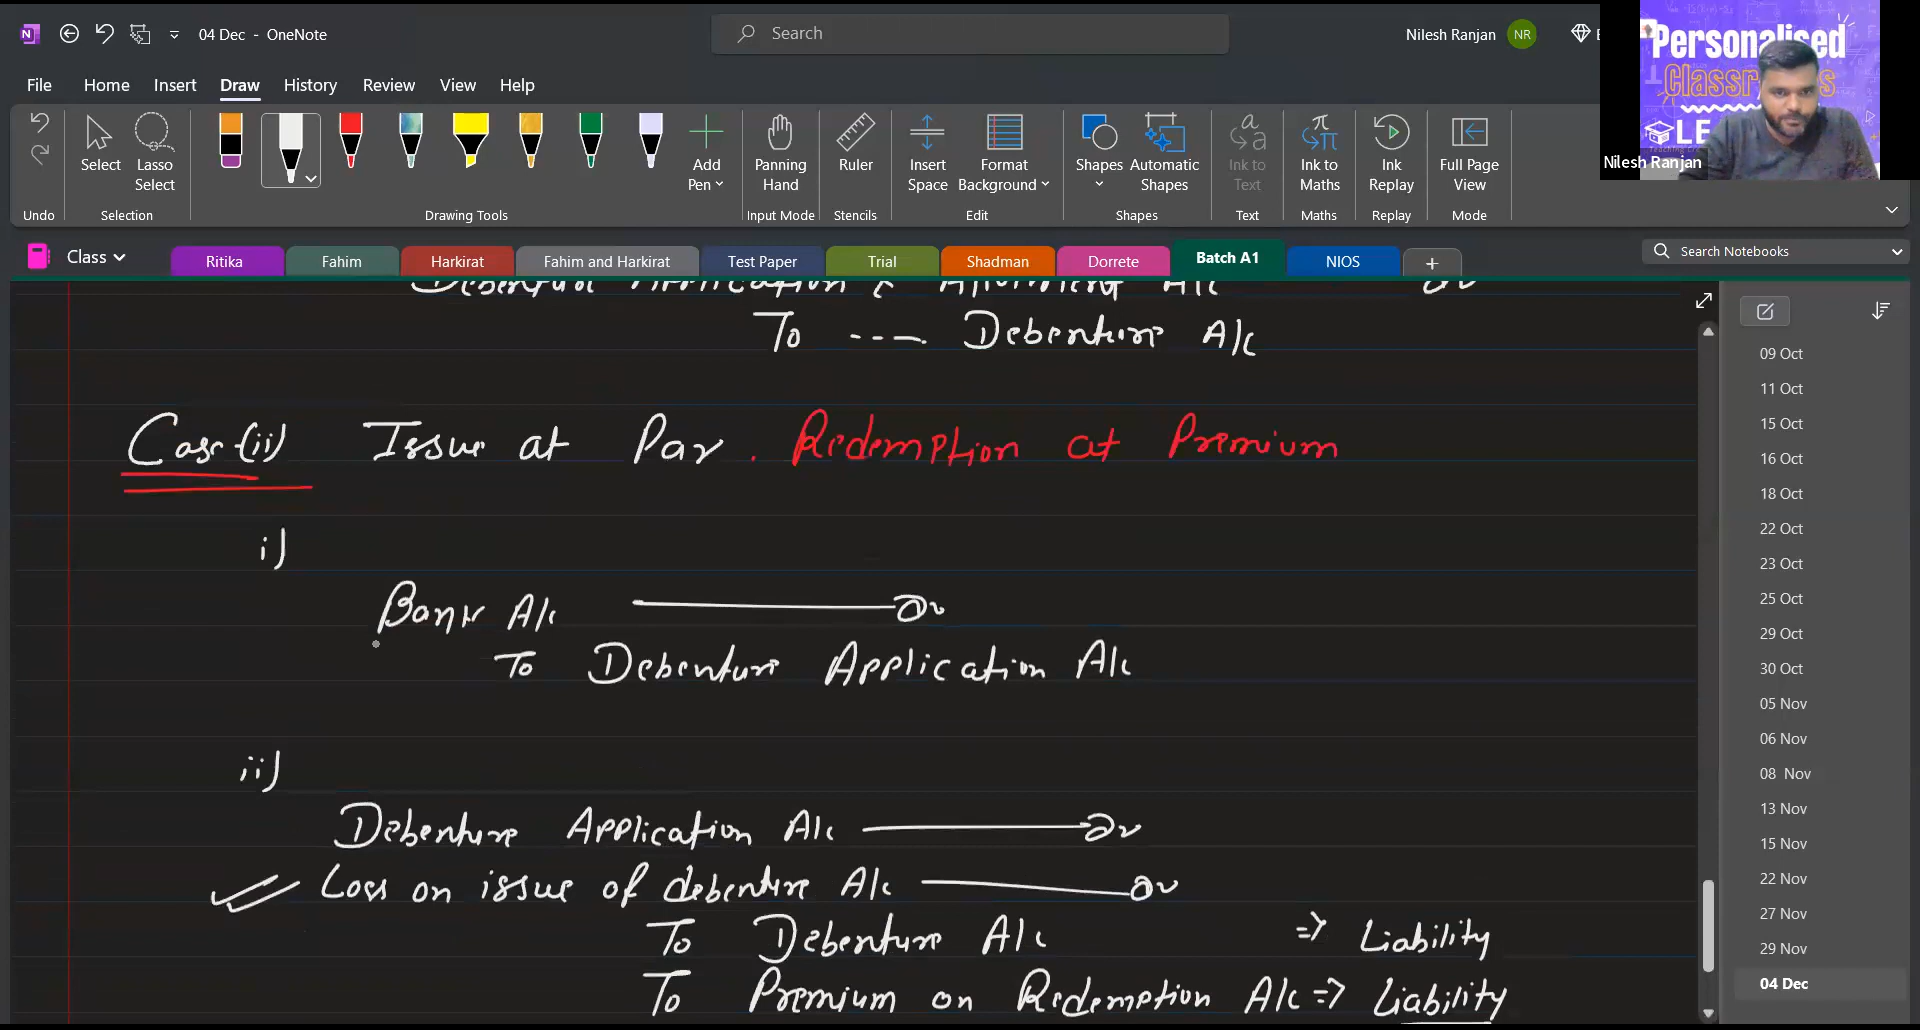 04 Dec - OneNote
Search
Nilesh Ranjan NR
Personalised
Classr
LE
Nilesh Ranjan
File Home Insert Draw History Review View Help
Select Lasso Select Add Pen Panning Hand Ruler Insert Space Format Background Shapes Automatic Shapes Ink to Text Ink to Maths Ink Replay Full Page View
Undo Selection Drawing Tools Input Mode Stencils Edit Shapes Text Maths Replay Mode
Class Ritika Fahim Harkirat Fahim and Harkirat Test Paper Trial Shadman Dorrete Batch A1 NIOS + Search Notebooks
Debenture Application & Allotment A/c Dr
To ---- Debenture A/c
Case-(ii) Issue at Par. Redemption at Premium
i)
Bank A/c Dr
To Debenture Application A/c
ii)
Debenture Application A/c Dr
Loss on issue of debenture A/c Dr
To Debenture A/c => Liability
To Premium on Redemption A/c => Liability
09 Oct
11 Oct
15 Oct
16 Oct
18 Oct
22 Oct
23 Oct
25 Oct
29 Oct
30 Oct
05 Nov
06 Nov
08 Nov
13 Nov
15 Nov
22 Nov
27 Nov
29 Nov
04 Dec